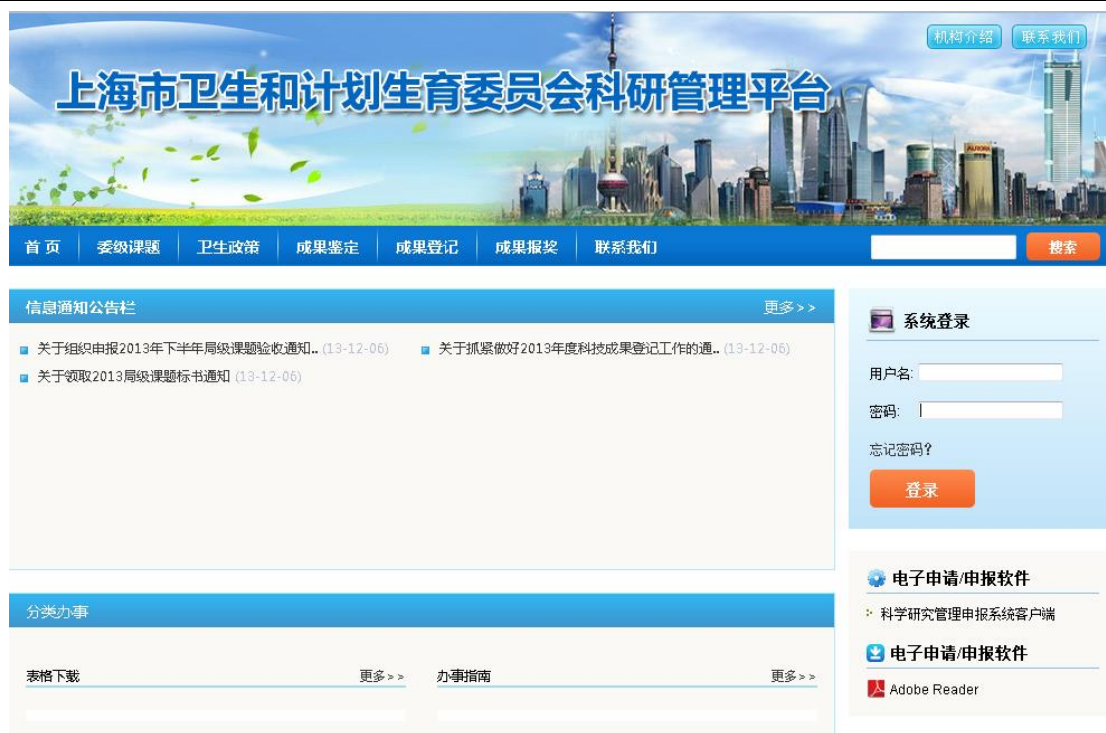 机构介绍 联系我们
上海市卫生和计划生育委员会科研管理平台
AURORA
首页 委级课题 卫生政策 成果鉴定 成果登记 成果报奖 联系我们 搜索
信息通知公告栏 更多>>
关于组织申报2013年下半年局级课题验收通知.. (13-12-06) 关于抓紧做好2013年度科技成果登记工作的通.. (13-12-06)
关于领取2013局级课题标书通知 (13-12-06)
系统登录
用户名:
密码:
忘记密码?
登录
分类办事
表格下载 更多>> 办事指南 更多>>
电子申请/申报软件
科学研究管理申报系统客户端
电子申请/申报软件
Adobe Reader